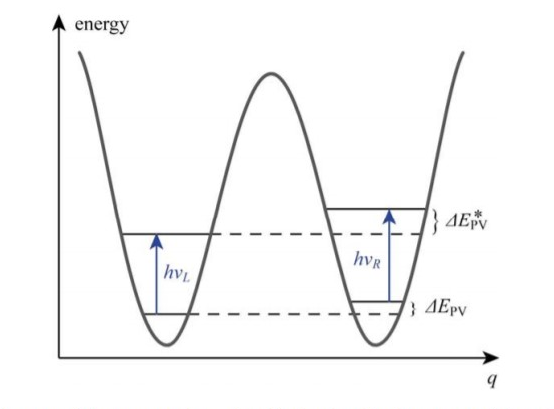 energy
} ΔE*PV
hνL
hνR
} ΔEPV
q